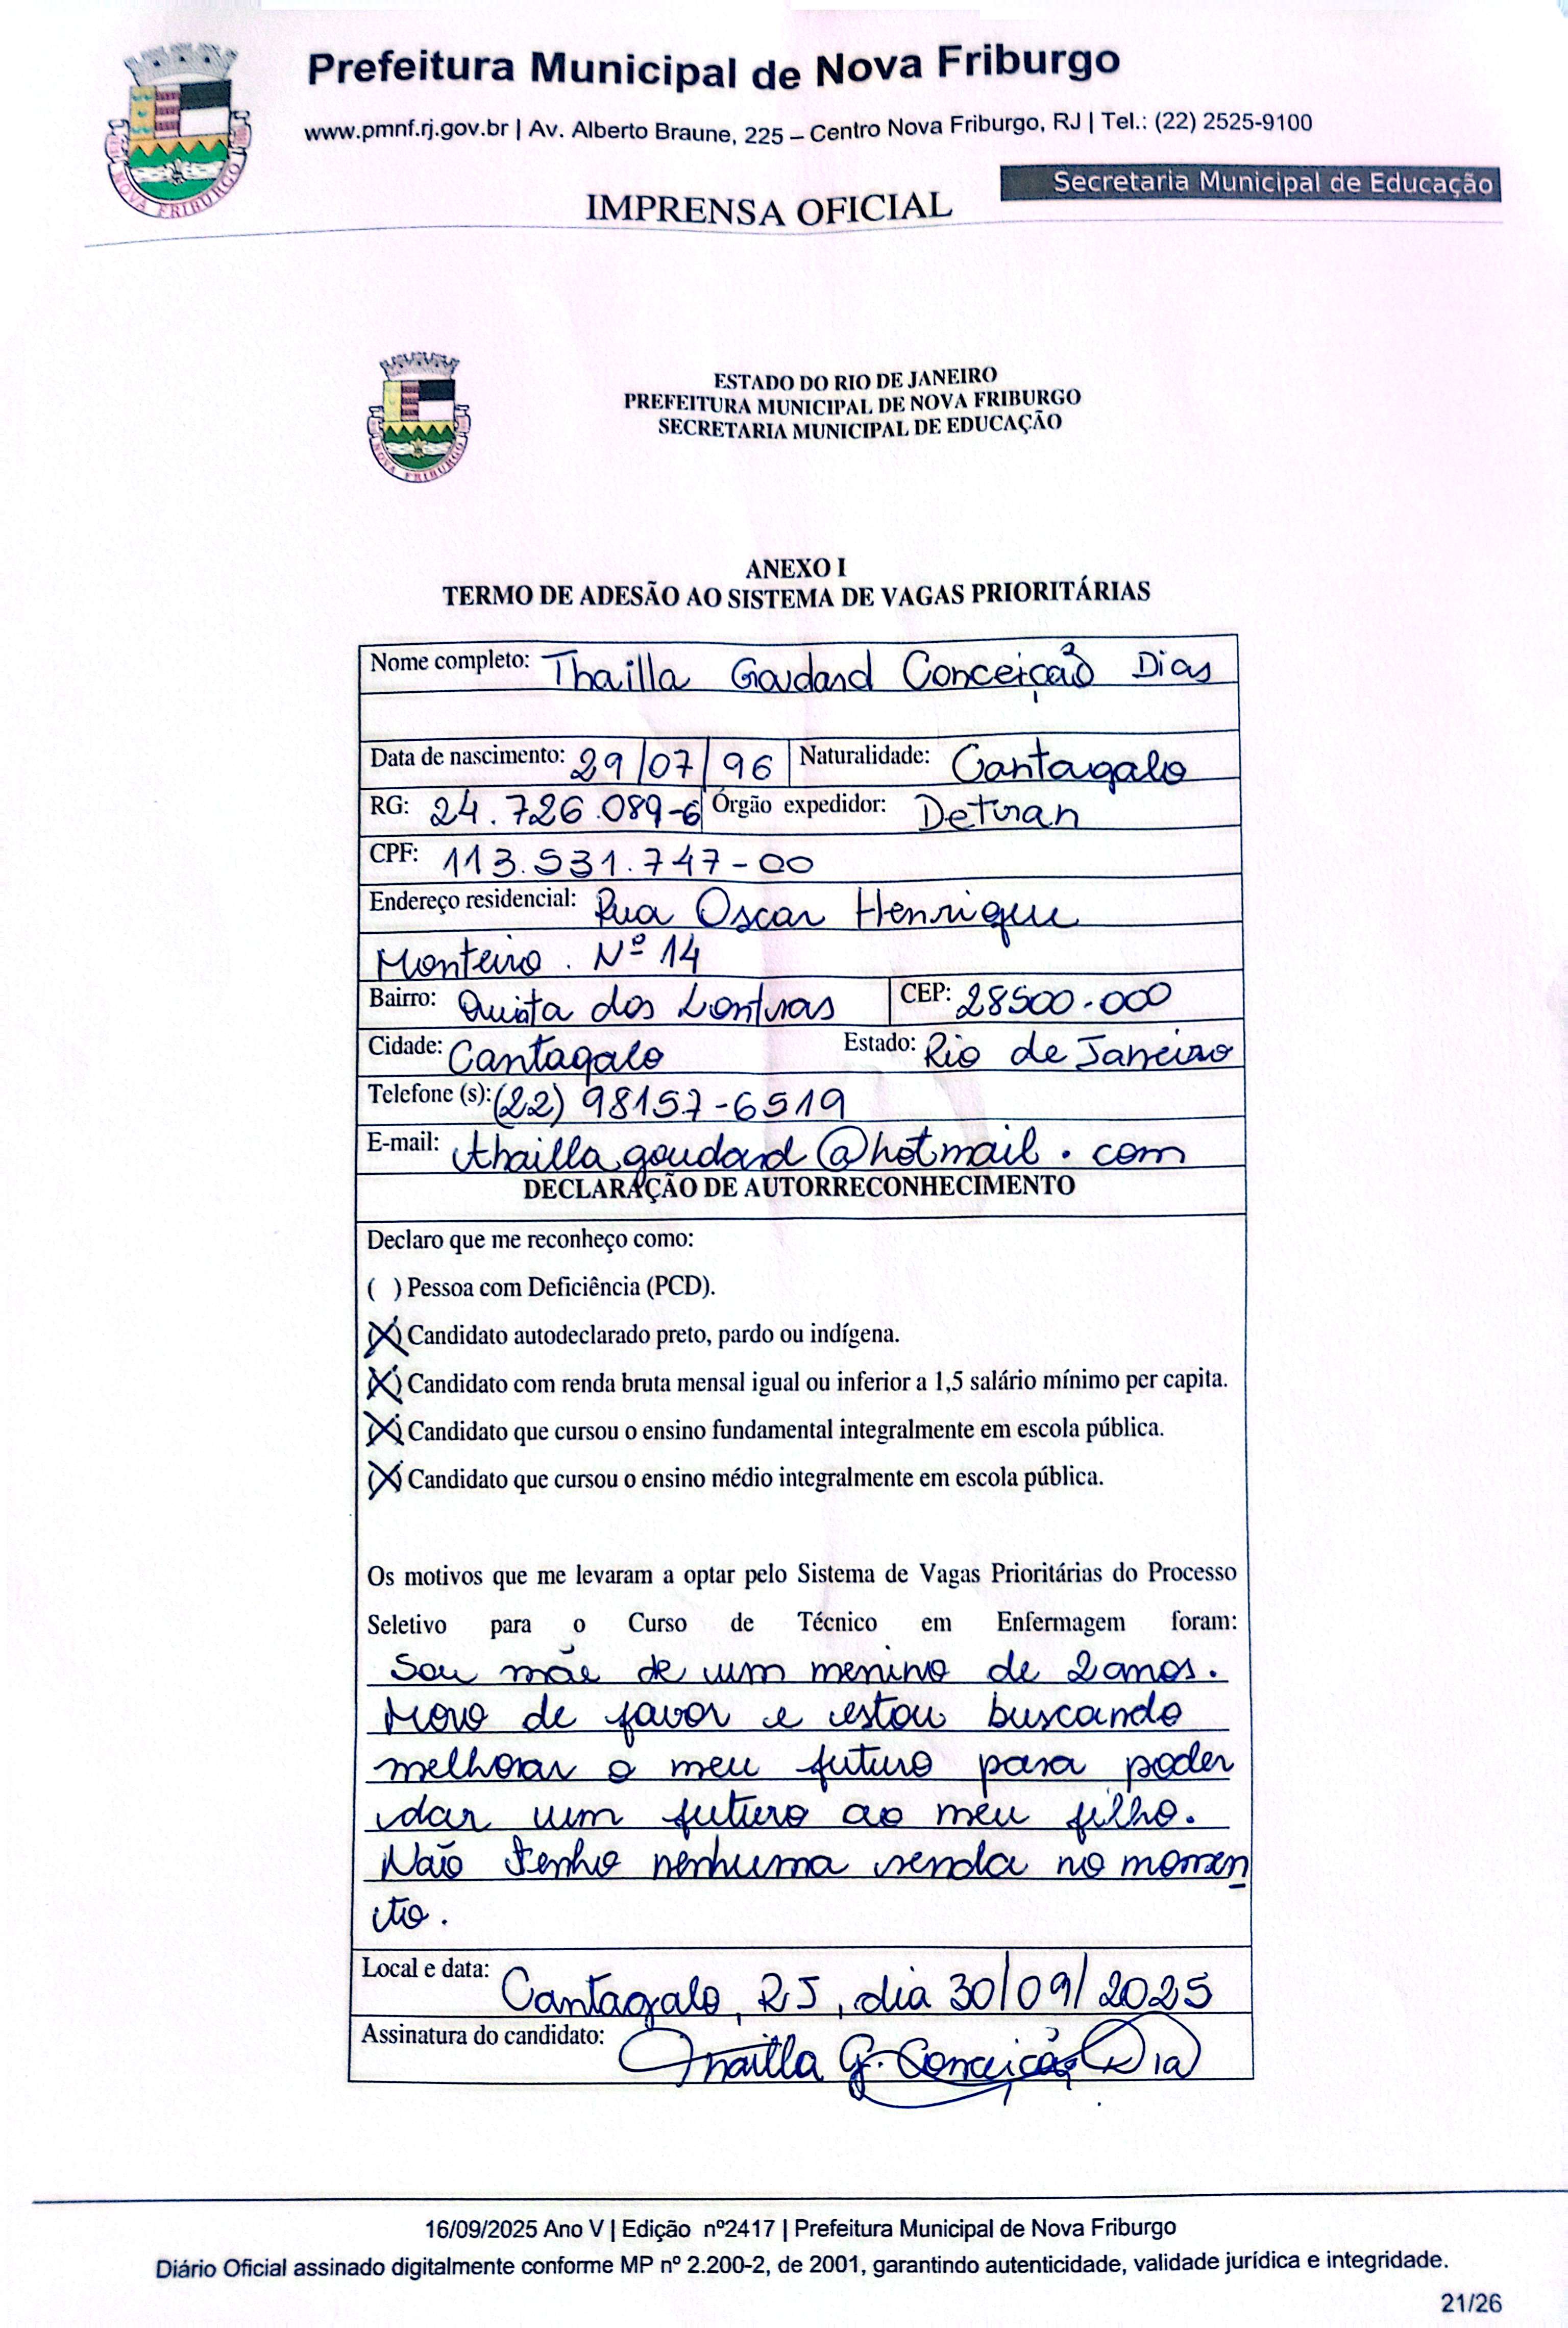 Prefeitura Municipal de Nova Friburgo
www.pmnf.rj.gov.br | Av. Alberto Braune, 225 – Centro Nova Friburgo, RJ | Tel.: (22) 2525-9100
Secretaria Municipal de Educação
IMPRENSA OFICIAL
NOVA FRIBURGO
ESTADO DO RIO DE JANEIRO
PREFEITURA MUNICIPAL DE NOVA FRIBURGO
SECRETARIA MUNICIPAL DE EDUCAÇÃO
NOVA FRIBURGO
ANEXO I
TERMO DE ADESÃO AO SISTEMA DE VAGAS PRIORITÁRIAS
Nome completo: Thailla Goudard Conceição Dias
Data de nascimento: 29/07/96 Naturalidade: Cantagalo
RG: 24.726.089-6 Órgão expedidor: Detran
CPF: 113.531.747-00
Endereço residencial: Rua Oscar Henrique
Monteiro. Nº 14
Bairro: Quinta dos Lontras CEP: 28500-000
Cidade: Cantagalo Estado: Rio de Janeiro
Telefone (s): (22) 98157-6519
E-mail: thailla.goudard@hotmail.com
DECLARAÇÃO DE AUTORRECONHECIMENTO
Declaro que me reconheço como:
( ) Pessoa com Deficiência (PCD).
(X) Candidato autodeclarado preto, pardo ou indígena.
(X) Candidato com renda bruta mensal igual ou inferior a 1,5 salário mínimo per capita.
(X) Candidato que cursou o ensino fundamental integralmente em escola pública.
(X) Candidato que cursou o ensino médio integralmente em escola pública.
Os motivos que me levaram a optar pelo Sistema de Vagas Prioritárias do Processo
Seletivo para o Curso de Técnico em Enfermagem foram:
Sou mãe de um menino de 2 anos.
Moro de favor e estou buscando
melhorar o meu futuro para poder
dar um futuro ao meu filho.
Não tenho nenhuma renda no momen
to.
Local e data: Cantagalo, RJ, dia 30/09/2025
Assinatura do candidato: Thailla G. Conceição Dias
16/09/2025 Ano V | Edição nº2417 | Prefeitura Municipal de Nova Friburgo
Diário Oficial assinado digitalmente conforme MP nº 2.200-2, de 2001, garantindo autenticidade, validade jurídica e integridade.
21/26